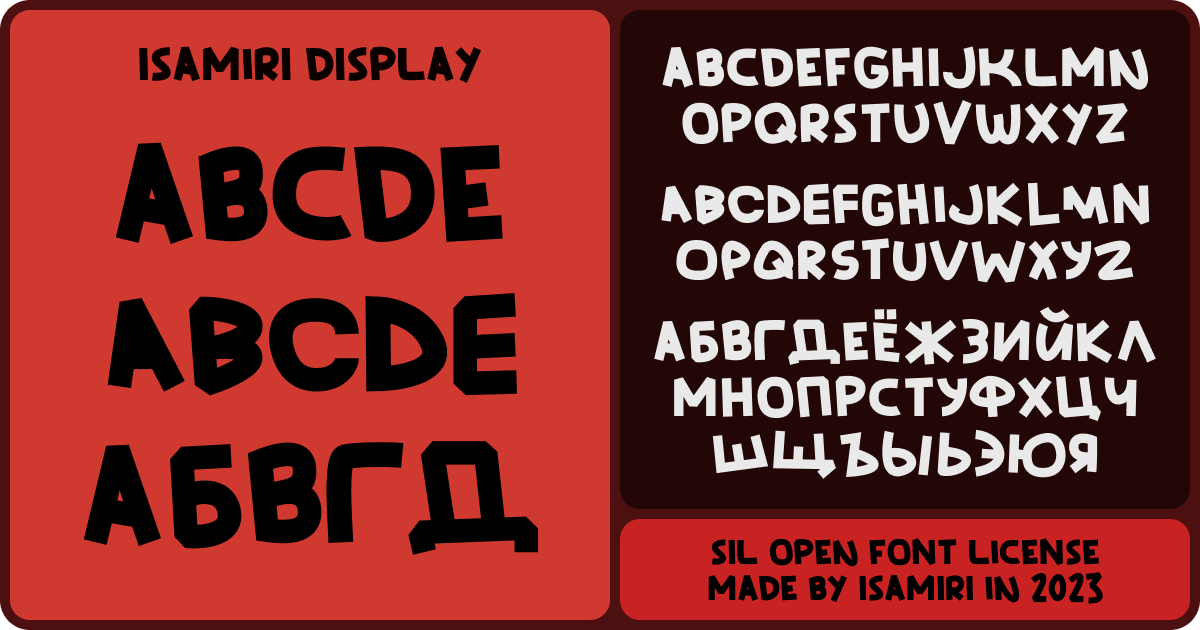 ISAMIRI DISPLAY
ABCDE
ABCDE
АБВГД
ABCDEFGHIJKLMN
OPQRSTUVWXYZ
ABCDEFGHIJKLMN
OPQRSTUVWXYZ
АБВГДЕЁЖЗИЙКЛ
МНОПРСТУФХЦЧ
ШЩЪЫЬЭЮЯ
SIL OPEN FONT LICENSE
MADE BY ISAMIRI IN 2023